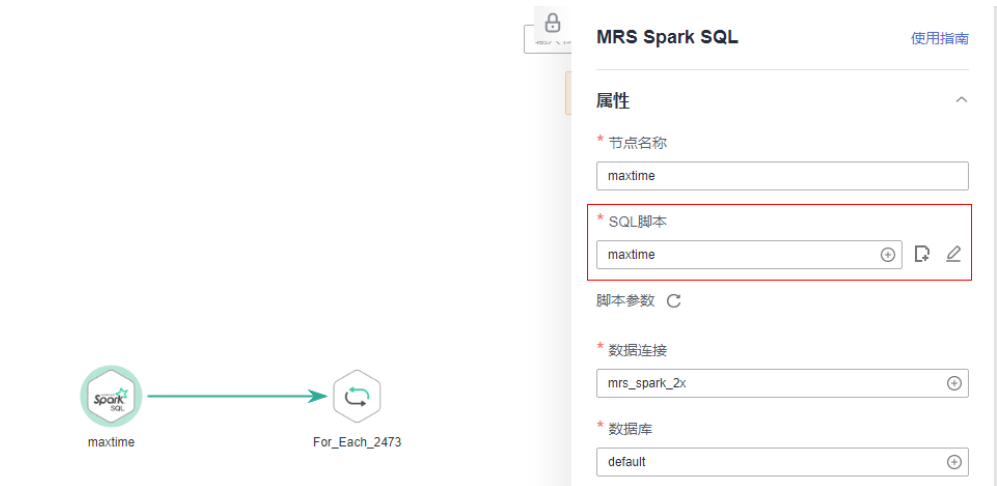 MRS Spark SQL
使用指南
属性
* 节点名称
maxtime
* SQL脚本
maxtime
脚本参数
* 数据连接
mrs_spark_2x
* 数据库
default
Spark
SQL
maxtime
For_Each_2473